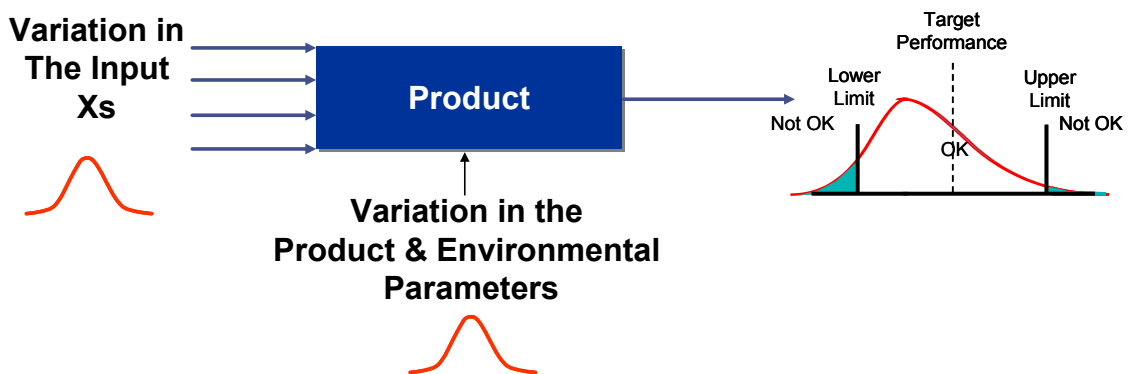 Variation in
The Input
Xs
Product
Variation in the
Product & Environmental
Parameters
Target
Performance
Lower
Limit
Upper
Limit
Not OK
OK
Not OK